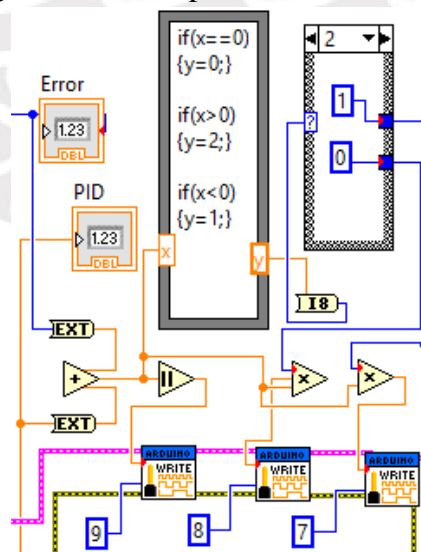 if(x==0)
{y=0;}
if(x>0)
{y=2;}
if(x<0)
{y=1;}
2
Error
1.23
DBL
1
?
0
PID
1.23
DBL
x
y
I8
EXT
+
x
x
EXT
ARDUINO
WRITE
ARDUINO
WRITE
ARDUINO
WRITE
9
8
7